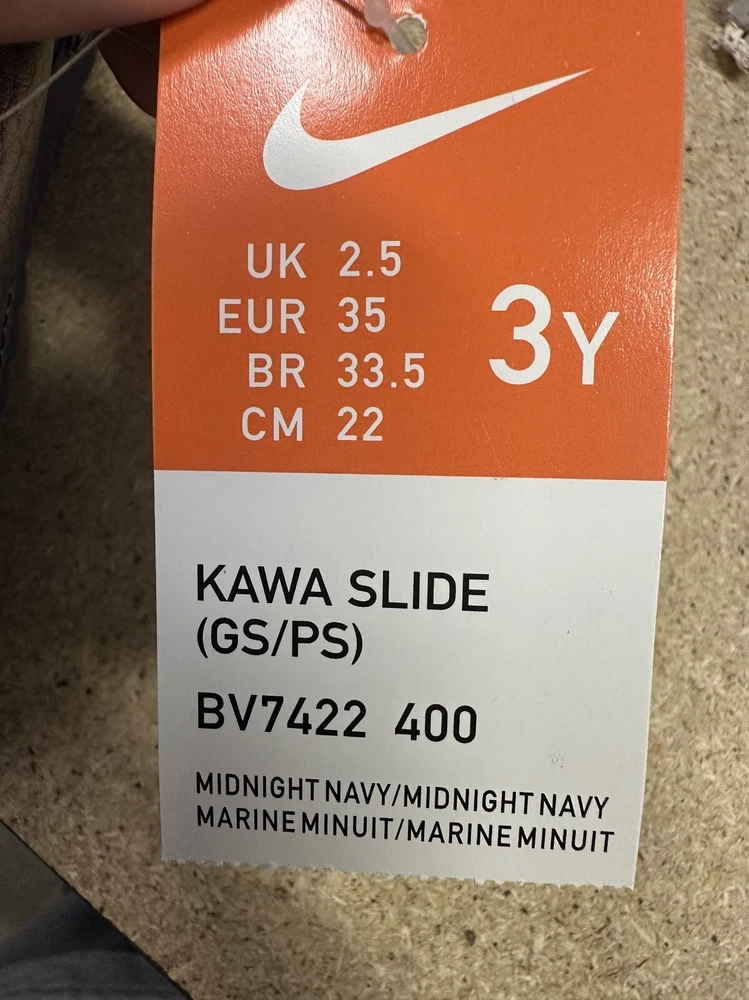 UK 2.5
EUR 35
BR 33.5
CM 22
3Y
KAWA SLIDE
(GS/PS)
BV7422 400
MIDNIGHT NAVY/MIDNIGHT NAVY
MARINE MINUIT/MARINE MINUIT